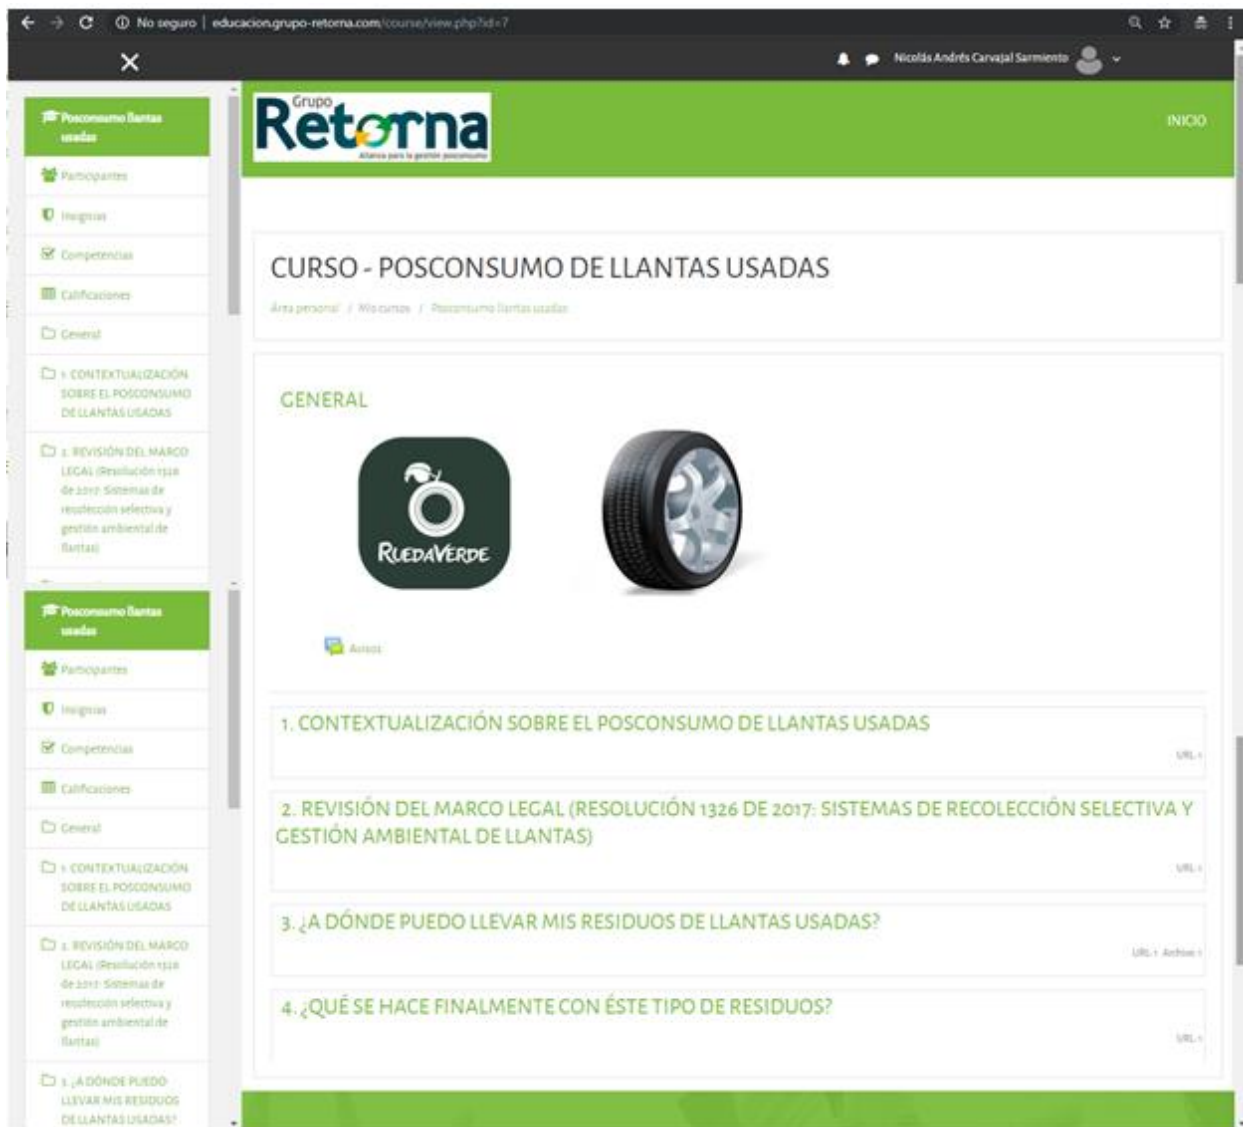 No seguro | educacion.grupo-retorna.com/course/view.php?id=7
Nicolás Andrés Carvajal Sarmiento
Posconsumo llantas
usadas
Participantes
Insignias
Competencias
Calificaciones
General
1. CONTEXTUALIZACIÓN
SOBRE EL POSCONSUMO
DE LLANTAS USADAS
2. REVISIÓN DEL MARCO
LEGAL (Resolución 1326
de 2017: Sistemas de
recolección selectiva y
gestión ambiental de
llantas)
Posconsumo llantas
usadas
Participantes
Insignias
Competencias
Calificaciones
General
1. CONTEXTUALIZACIÓN
SOBRE EL POSCONSUMO
DE LLANTAS USADAS
2. REVISIÓN DEL MARCO
LEGAL (Resolución 1326
de 2017: Sistemas de
recolección selectiva y
gestión ambiental de
llantas)
3. ¿A DÓNDE PUEDO
LLEVAR MIS RESIDUOS
DE LLANTAS USADAS?
Grupo
Retorna
Alianza para la gestión posconsumo
INICIO
CURSO - POSCONSUMO DE LLANTAS USADAS
Área personal / Mis cursos / Posconsumo llantas usadas
GENERAL
RUEDAVERDE
Avisos
1. CONTEXTUALIZACIÓN SOBRE EL POSCONSUMO DE LLANTAS USADAS
URL: 1
2. REVISIÓN DEL MARCO LEGAL (RESOLUCIÓN 1326 DE 2017: SISTEMAS DE RECOLECCIÓN SELECTIVA Y
GESTIÓN AMBIENTAL DE LLANTAS)
URL: 1
3. ¿A DÓNDE PUEDO LLEVAR MIS RESIDUOS DE LLANTAS USADAS?
URL: 1 Archivo: 1
4. ¿QUÉ SE HACE FINALMENTE CON ÉSTE TIPO DE RESIDUOS?
URL: 1